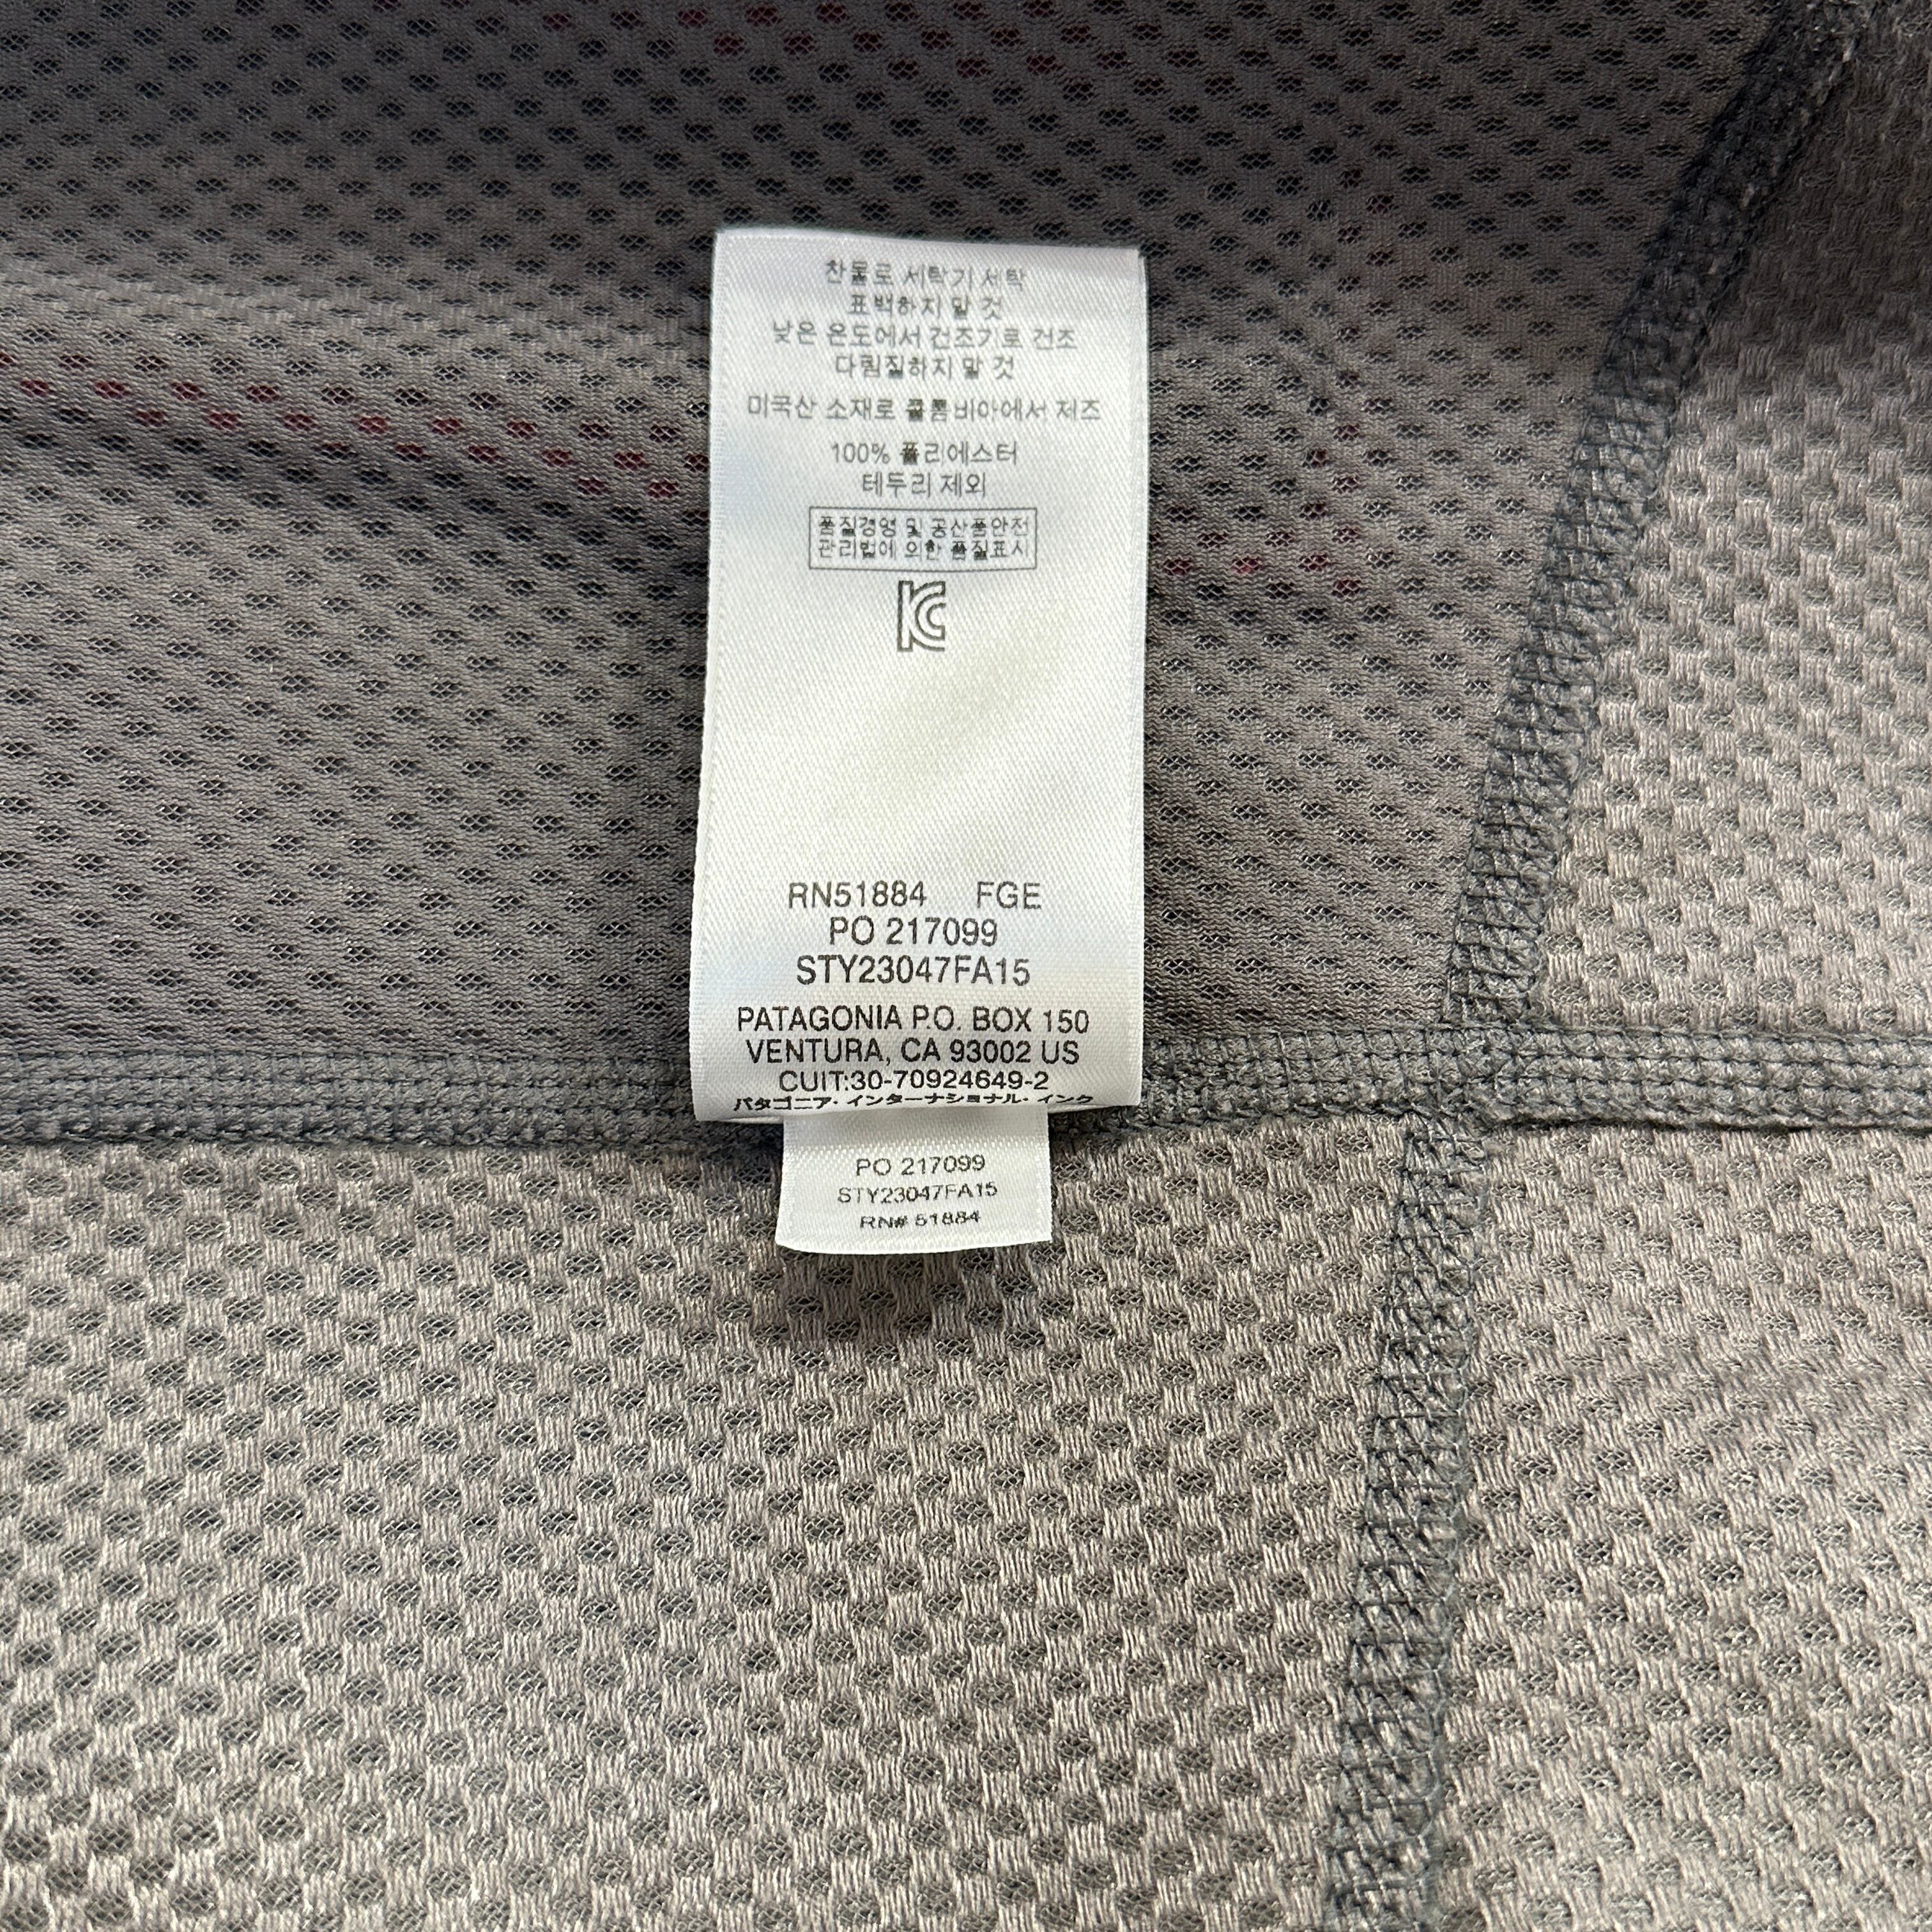 찬물로 세탁기 세탁
표백하지 말 것
낮은 온도에서 건조기로 건조
다림질하지 말 것
미국산 소재로 콜롬비아에서 제조
100% 폴리에스터
테두리 제외
품질경영 및 공산품안전
관리법에 의한 품질표시
RN51884 FGE
PO 217099
STY23047FA15
PATAGONIA P.O. BOX 150
VENTURA, CA 93002 US
CUIT:30-70924649-2
パタゴニア・インターナショナル・インク
PO 217099
STY23047FA15
RN# 51884